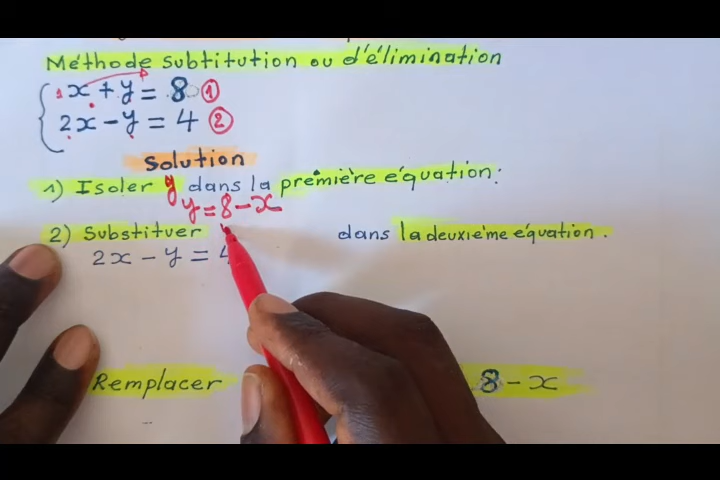 Méthode subtitution ou d'élimination
1x + y = 8 ①
2x - y = 4 ②
Solution
1) Isoler y dans la première équation:
y = 8 - x
2) Substituer dans la deuxième équation.
2x - y = 4
Remplacer 8 - x